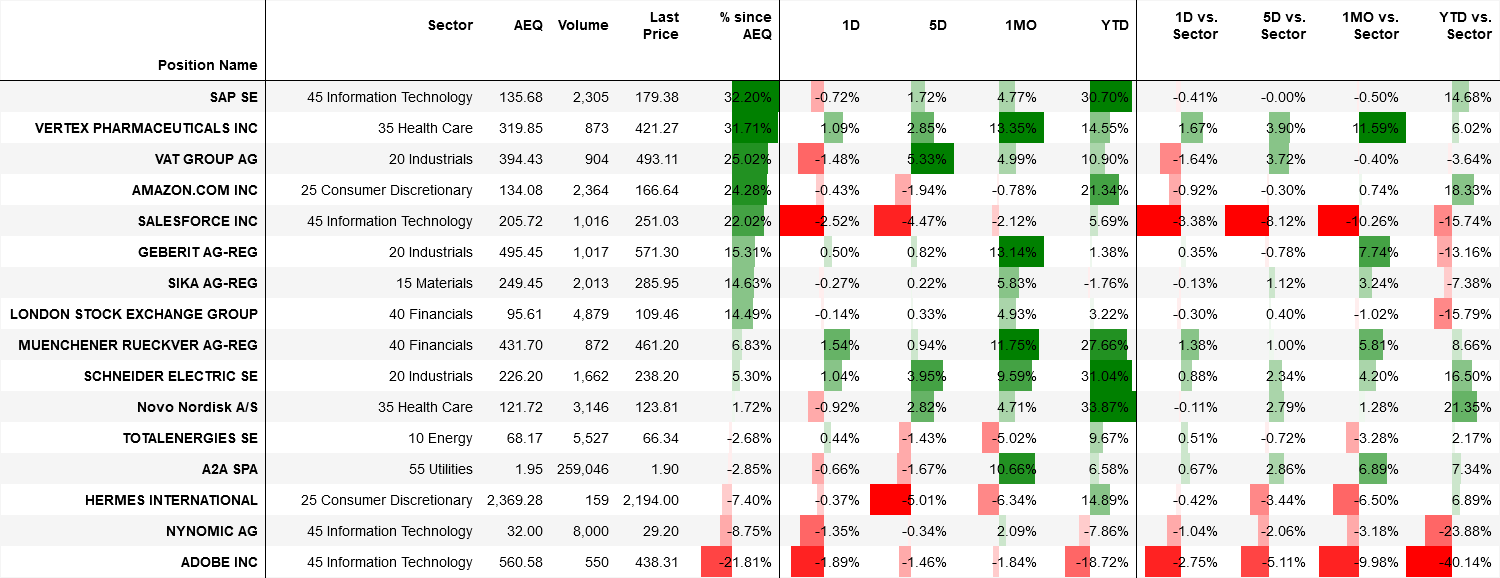 Position Name Sector AEQ Volume Last Price % since AEQ 1D 5D 1MO YTD 1D vs. Sector 5D vs. Sector 1MO vs. Sector YTD vs. Sector
SAP SE 45 Information Technology 135.68 2,305 179.38 32.20% -0.72% 1.72% 4.77% 30.70% -0.41% -0.00% -0.50% 14.68%
VERTEX PHARMACEUTICALS INC 35 Health Care 319.85 873 421.27 31.71% 1.09% 2.85% 13.35% 14.55% 1.67% 3.90% 11.59% 6.02%
VAT GROUP AG 20 Industrials 394.43 904 493.11 25.02% -1.48% 5.33% 4.99% 10.90% -1.64% 3.72% -0.40% -3.64%
AMAZON.COM INC 25 Consumer Discretionary 134.08 2,364 166.64 24.28% -0.43% -1.94% -0.78% 21.34% -0.92% -0.30% 0.74% 18.33%
SALESFORCE INC 45 Information Technology 205.72 1,016 251.03 22.02% -2.52% -4.47% -2.12% 5.69% -3.38% -3.12% -10.26% -15.74%
GEBERIT AG-REG 20 Industrials 495.45 1,017 571.30 15.31% 0.50% 0.82% 13.14% 1.38% 0.35% -0.78% 7.74% -13.16%
SIKA AG-REG 15 Materials 249.45 2,013 285.95 14.63% -0.27% 0.22% 5.83% -1.76% -0.13% 1.12% 3.24% -7.38%
LONDON STOCK EXCHANGE GROUP 40 Financials 95.61 4,879 109.46 14.49% -0.14% 0.33% 4.93% 3.22% -0.30% 0.40% -1.02% -15.79%
MUENCHENER RUECKVER AG-REG 40 Financials 431.70 872 461.20 6.83% 1.54% 0.94% 11.75% 27.66% 1.38% 1.00% 5.81% 8.66%
SCHNEIDER ELECTRIC SE 20 Industrials 226.20 1,662 238.20 5.30% 1.04% 3.95% 9.59% 31.04% 0.88% 2.34% 4.20% 16.50%
Novo Nordisk A/S 35 Health Care 121.72 3,146 123.81 1.72% -0.92% 2.82% 4.71% 33.87% -0.11% 2.79% 1.28% 21.35%
TOTALENERGIES SE 10 Energy 68.17 5,527 66.34 -2.68% 0.44% -1.43% -5.02% 9.67% 0.51% -0.72% -3.28% 2.17%
A2A SPA 55 Utilities 1.95 259,046 1.90 -2.85% -0.66% -1.67% 10.66% 6.58% 0.67% 2.86% 6.89% 7.34%
HERMES INTERNATIONAL 25 Consumer Discretionary 2,369.28 159 2,194.00 -7.40% -0.37% -5.01% -6.34% 14.89% -0.42% -3.44% -6.50% 6.89%
NYNOMIC AG 45 Information Technology 32.00 8,000 29.20 -8.75% -1.35% -0.34% 2.09% -7.86% -1.04% -2.06% -3.18% -23.88%
ADOBE INC 45 Information Technology 560.58 550 438.31 -21.81% -1.89% -1.46% -1.84% -18.72% -2.75% -5.11% -9.98% -40.14%